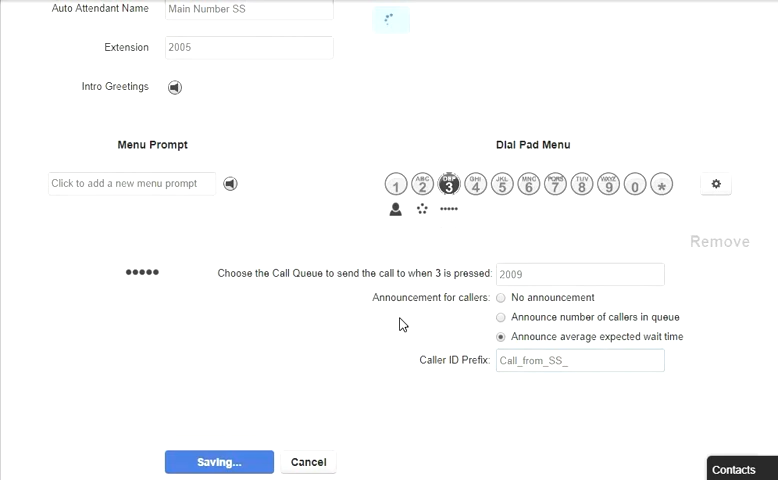 Auto Attendant Name Main Number SS
Extension 2005
Intro Greetings
Menu Prompt Dial Pad Menu
Click to add a new menu prompt 1 ABC 2 DEF 3 GHI 4 JKL 5 MNO 6 PQRS 7 TUV 8 WXYZ 9 0 *
Remove
Choose the Call Queue to send the call to when 3 is pressed: 2009
Announcement for callers: No announcement
Announce number of callers in queue
Announce average expected wait time
Caller ID Prefix: Call_from_SS_
Saving... Cancel
Contacts